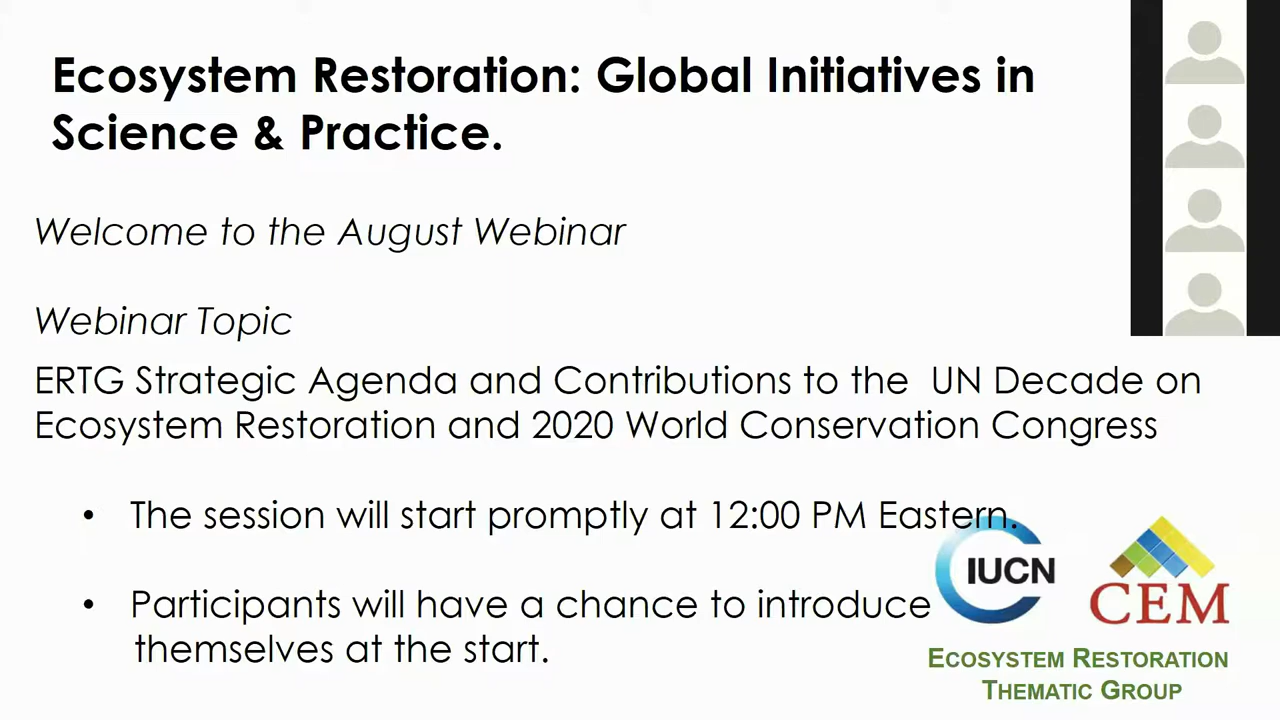 Ecosystem Restoration: Global Initiatives in
Science & Practice.
Welcome to the August Webinar
Webinar Topic
ERTG Strategic Agenda and Contributions to the UN Decade on
Ecosystem Restoration and 2020 World Conservation Congress
• The session will start promptly at 12:00 PM Eastern.
• Participants will have a chance to introduce
themselves at the start.
IUCN
CEM
ECOSYSTEM RESTORATION
THEMATIC GROUP